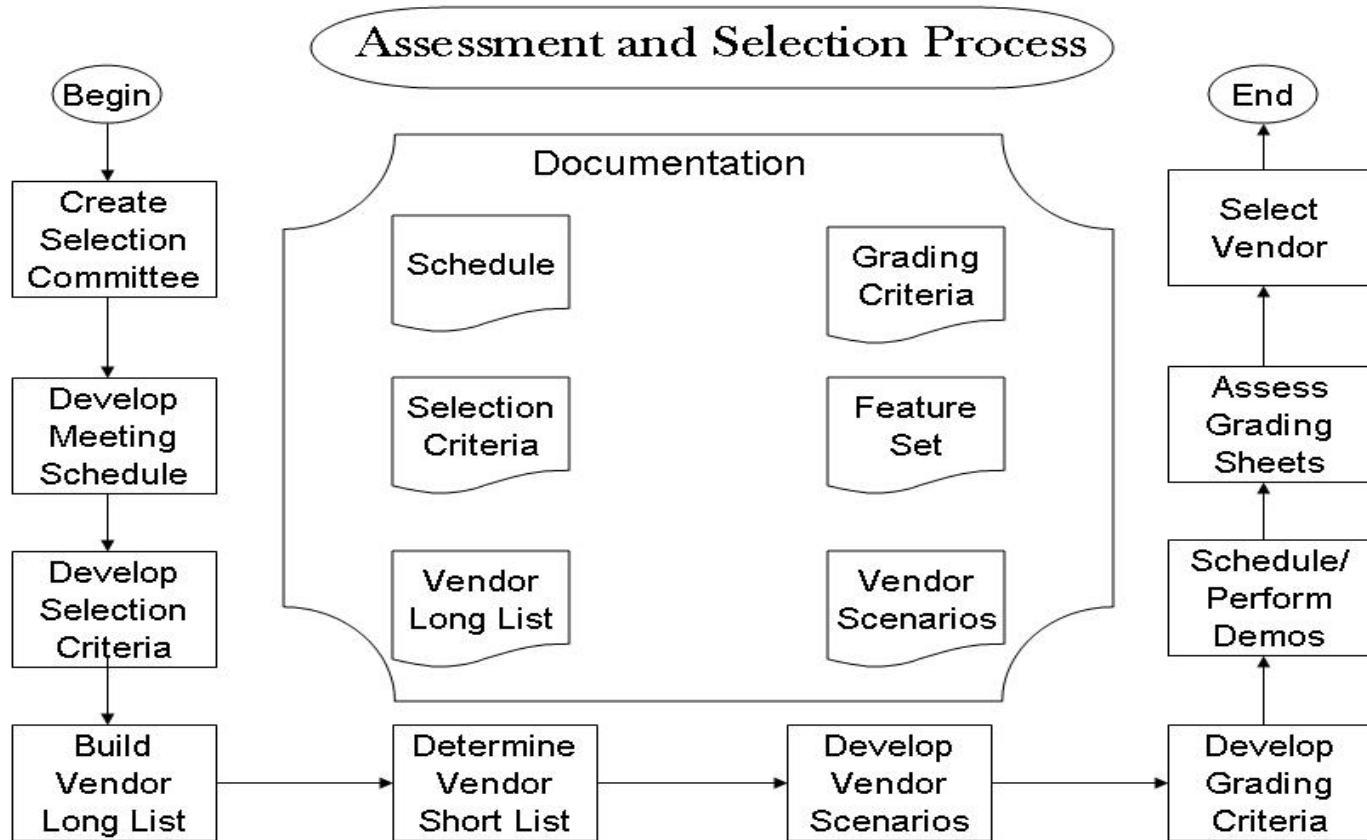 Assessment and Selection Process
Begin
Create
Selection
Committee
Develop
Meeting
Schedule
Develop
Selection
Criteria
Build
Vendor
Long List
Determine
Vendor
Short List
Develop
Vendor
Scenarios
Develop
Grading
Criteria
Schedule/
Perform
Demos
Assess
Grading
Sheets
Select
Vendor
End
Documentation
Schedule
Selection
Criteria
Vendor
Long List
Grading
Criteria
Feature
Set
Vendor
Scenarios